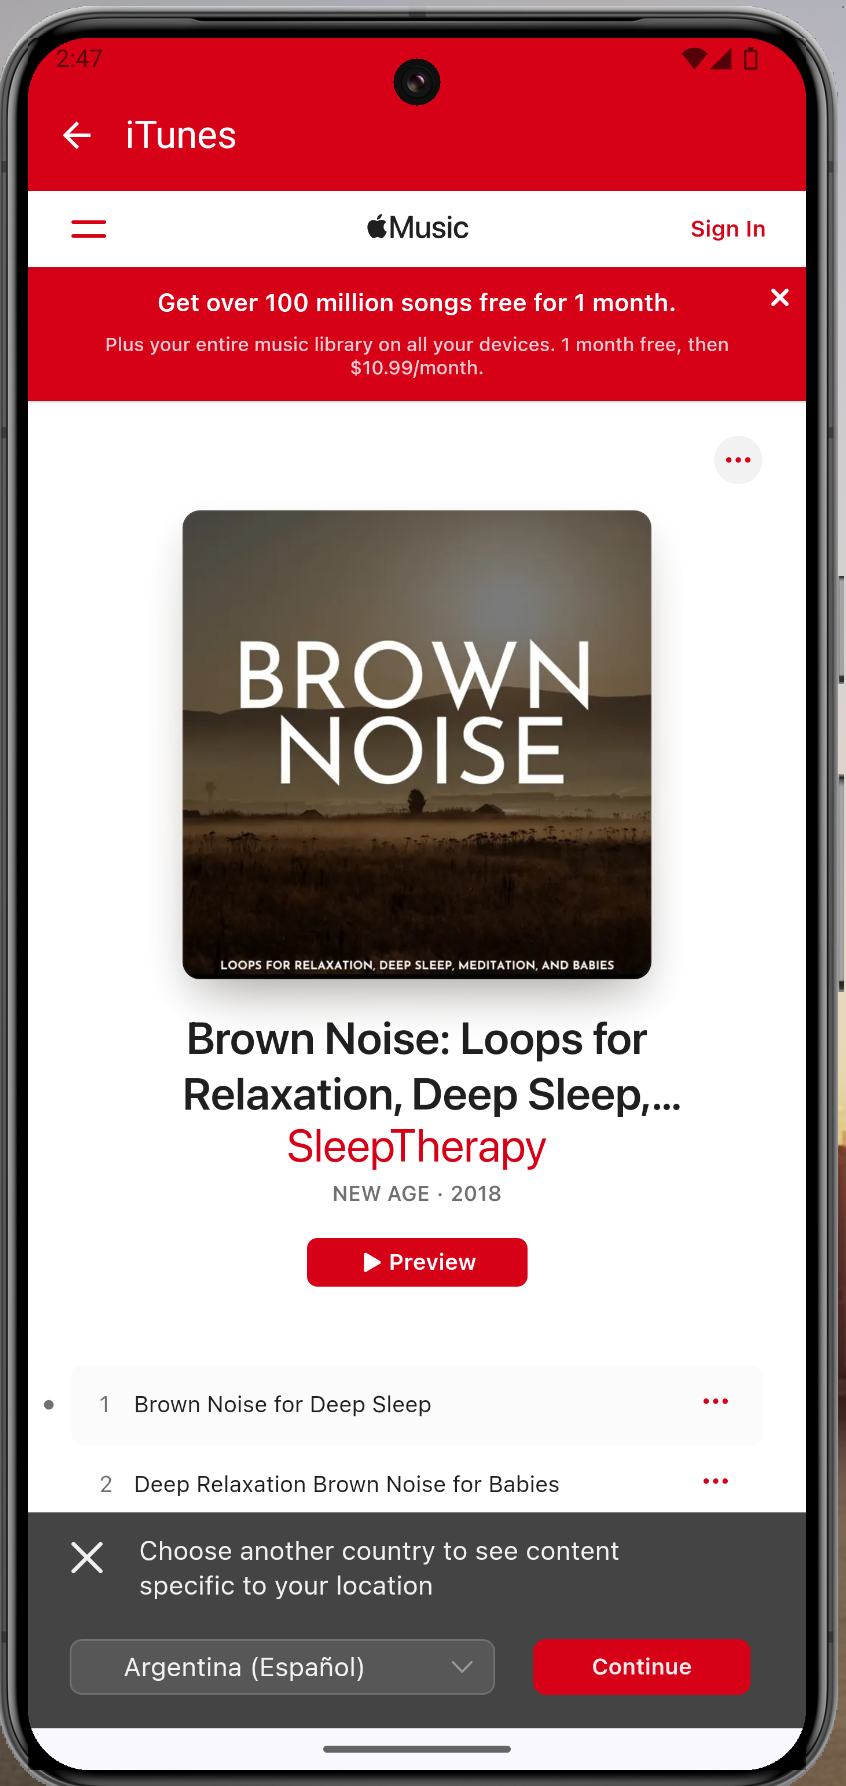 2:47
iTunes
Music
Sign In
Get over 100 million songs free for 1 month.
Plus your entire music library on all your devices. 1 month free, then
$10.99/month.
BROWN
NOISE
LOOPS FOR RELAXATION, DEEP SLEEP, MEDITATION, AND BABIES
Brown Noise: Loops for
Relaxation, Deep Sleep,...
SleepTherapy
NEW AGE · 2018
Preview
1 Brown Noise for Deep Sleep
2 Deep Relaxation Brown Noise for Babies
Choose another country to see content
specific to your location
Argentina (Español)
Continue